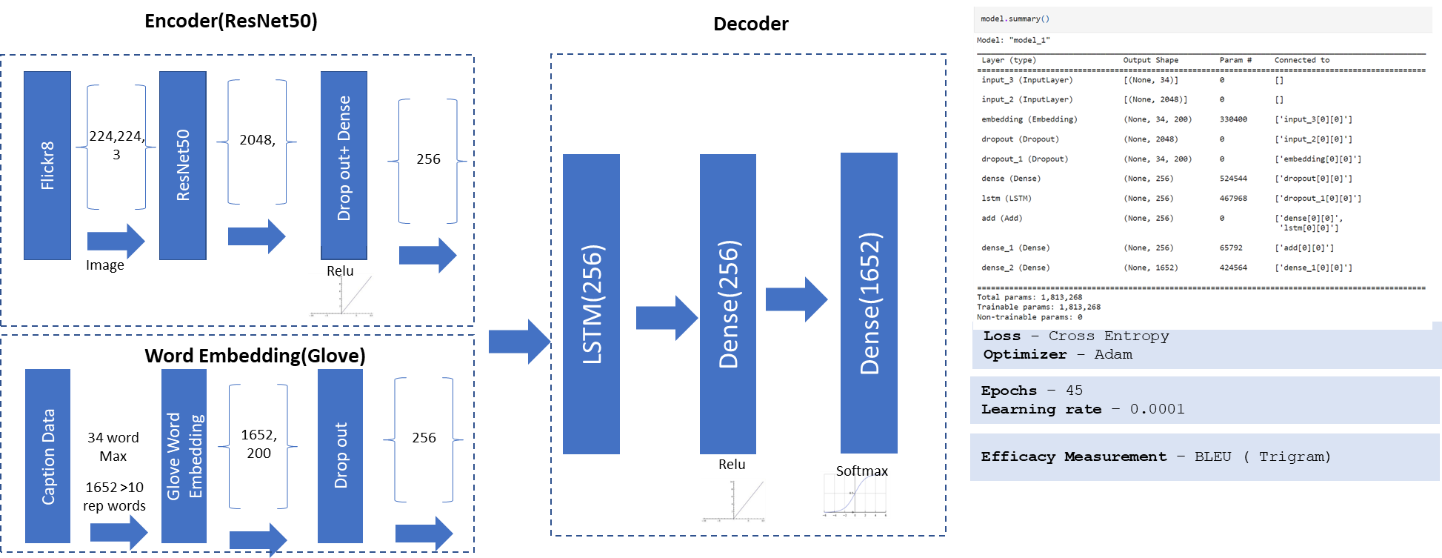 Encoder(ResNet50)
Flickr8
224,224,
3
Image
ResNet50
2048,
Drop out+ Dense
Relu
256
Word Embedding(Glove)
Caption Data
34 word
Max
1652 >10
rep words
Glove Word
Embedding
1652,
200
Drop out
256
Decoder
LSTM(256)
Dense(256)
Relu
Dense(1652)
Softmax
model.summary()
Model: "model_1"
Layer (type) Output Shape Param # Connected to
input_3 (InputLayer) [(None, 34)] 0 []
input_2 (InputLayer) [(None, 2048)] 0 []
embedding (Embedding) (None, 34, 200) 330400 ['input_3[0][0]']
dropout (Dropout) (None, 2048) 0 ['input_2[0][0]']
dropout_1 (Dropout) (None, 34, 200) 0 ['embedding[0][0]']
dense (Dense) (None, 256) 524544 ['dropout[0][0]']
lstm (LSTM) (None, 256) 467968 ['dropout_1[0][0]']
add (Add) (None, 256) 0 ['dense[0][0]',
'lstm[0][0]']
dense_1 (Dense) (None, 256) 65792 ['add[0][0]']
dense_2 (Dense) (None, 1652) 424564 ['dense_1[0][0]']
Total params: 1,813,268
Trainable params: 1,813,268
Non-trainable params: 0
Loss – Cross Entropy
Optimizer – Adam
Epochs – 45
Learning rate – 0.0001
Efficacy Measurement – BLEU ( Trigram)